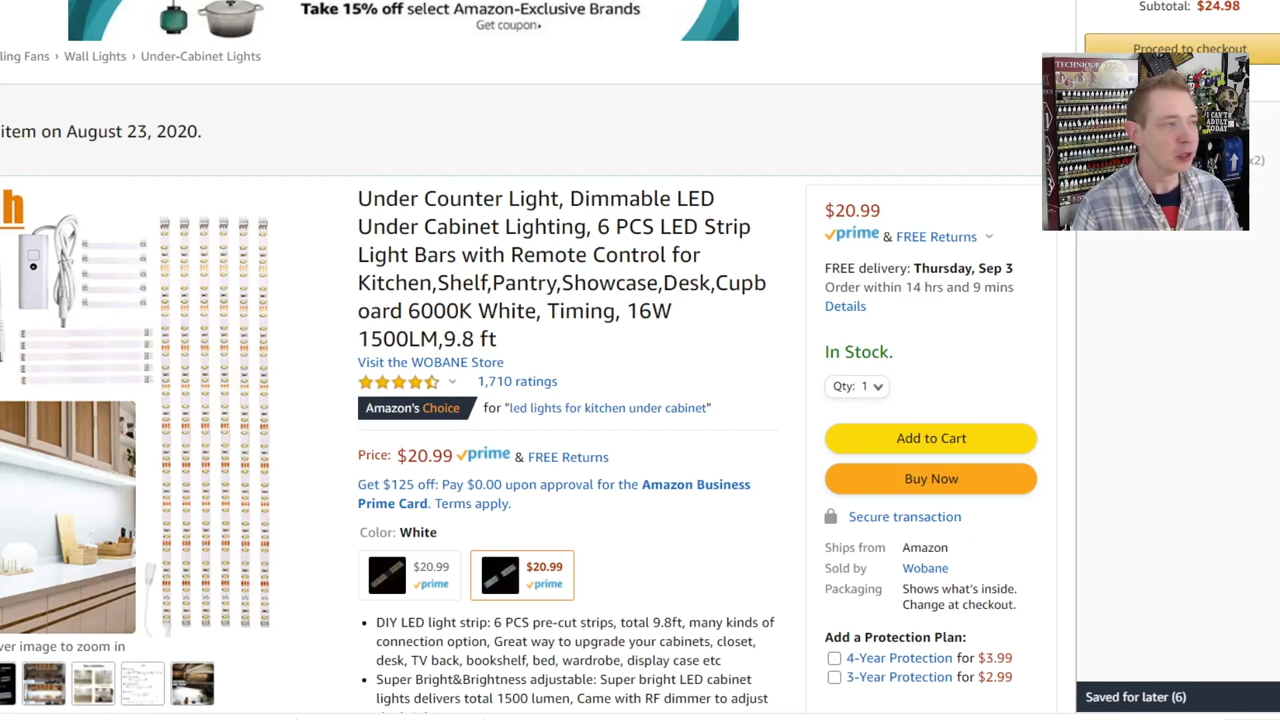 Take 15% off select Amazon-Exclusive Brands
Get coupon›
Subtotal: $24.98
Proceed to checkout
ling Fans › Wall Lights › Under-Cabinet Lights
item on August 23, 2020.
h
Under Counter Light, Dimmable LED
Under Cabinet Lighting, 6 PCS LED Strip
Light Bars with Remote Control for
Kitchen,Shelf,Pantry,Showcase,Desk,Cupb
oard 6000K White, Timing, 16W
1500LM,9.8 ft
Visit the WOBANE Store
1,710 ratings
Amazon's Choice for "led lights for kitchen under cabinet"
Price: $20.99 prime & FREE Returns
Get $125 off: Pay $0.00 upon approval for the Amazon Business
Prime Card. Terms apply.
Color: White
$20.99 prime
$20.99 prime
DIY LED light strip: 6 PCS pre-cut strips, total 9.8ft, many kinds of
connection option, Great way to upgrade your cabinets, closet,
desk, TV back, bookshelf, bed, wardrobe, display case etc
Super Bright&Brightness adjustable: Super bright LED cabinet
lights delivers total 1500 lumen, Came with RF dimmer to adjust
ver image to zoom in
$20.99
prime & FREE Returns
FREE delivery: Thursday, Sep 3
Order within 14 hrs and 9 mins
Details
In Stock.
Qty: 1
Add to Cart
Buy Now
Secure transaction
Ships from Amazon
Sold by Wobane
Packaging Shows what's inside.
Change at checkout.
Add a Protection Plan:
4-Year Protection for $3.99
3-Year Protection for $2.99
TECHNIQUE
I CAN'T
ADULT
TODAY
x2)
Saved for later (6)